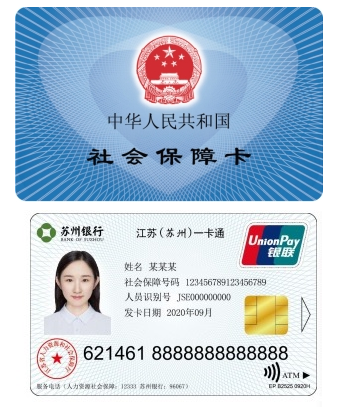 中华人民共和国
社会保障卡
苏州银行
BANK OF SUZHOU
江苏(苏州)一卡通
UnionPay
银联
姓名 某某某
社会保障号码 123456789123456789
人员识别号 JSE000000000
发卡日期 2020年09月
621461 8888888888888
ATM ▶
服务电话(人力资源社会保障:12333 苏州银行:96067)
EP B2525 0920H